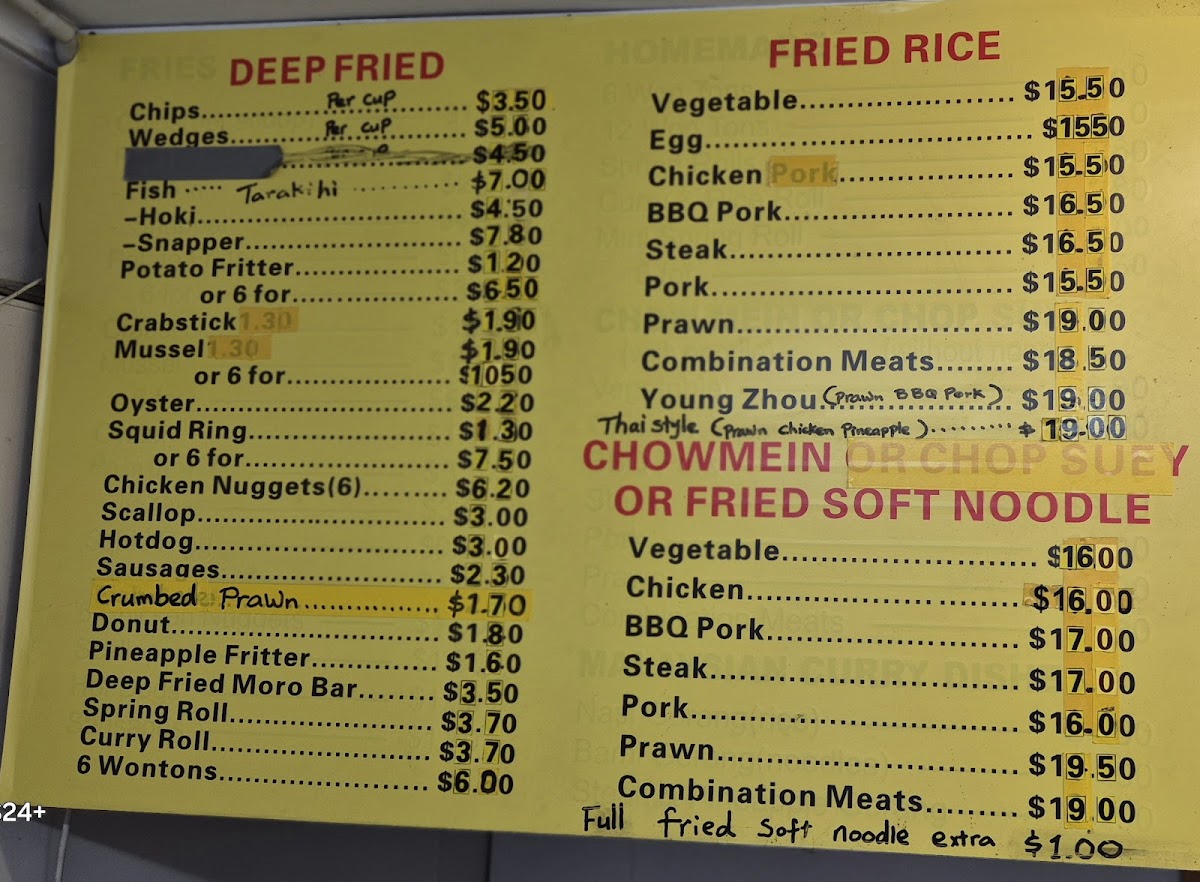 DEEP FRIED
Chips....................Per cup.......... $3.50
Wedges....................Per cup.......... $5.00
.................... $4.50
Fish ..... Tarakihi ............ $7.00
-Hoki.............................. $4.50
-Snapper......................... $7.80
Potato Fritter.................. $1.20
or 6 for..................... $6.50
Crabstick 1.30 $1.90
Mussel 1.30 $1.90
or 6 for..................... $1050
Oyster............................ $2.20
Squid Ring...................... $1.30
or 6 for......................... $7.50
Chicken Nuggets(6)......... $6.20
Scallop........................... $3.00
Hotdog........................... $3.00
Sausages........................ $2.30
Crumbed Prawn............... $1.70
Donut............................. $1.80
Pineapple Fritter.............. $1.60
Deep Fried Moro Bar........ $3.50
Spring Roll...................... $3.70
Curry Roll....................... $3.70
6 Wontons...................... $6.00
FRIED RICE
Vegetable....................... $15.50
Egg................................ $1550
Chicken Pork.................. $15.50
BBQ Pork........................ $16.50
Steak............................. $16.50
Pork............................... $15.50
Prawn............................ $19.00
Combination Meats........ $18.50
Young Zhou (Prawn BBQ Pork) .. $19.00
Thai style (Prawn chicken Pineapple)......... $19.00
CHOWMEIN OR CHOP SUEY
OR FRIED SOFT NOODLE
Vegetable....................... $16.00
Chicken.......................... $16.00
BBQ Pork........................ $17.00
Steak............................. $17.00
Pork............................... $16.00
Prawn............................ $19.50
Combination Meats......... $19.00
Full fried Soft noodle extra $1.00
$24+